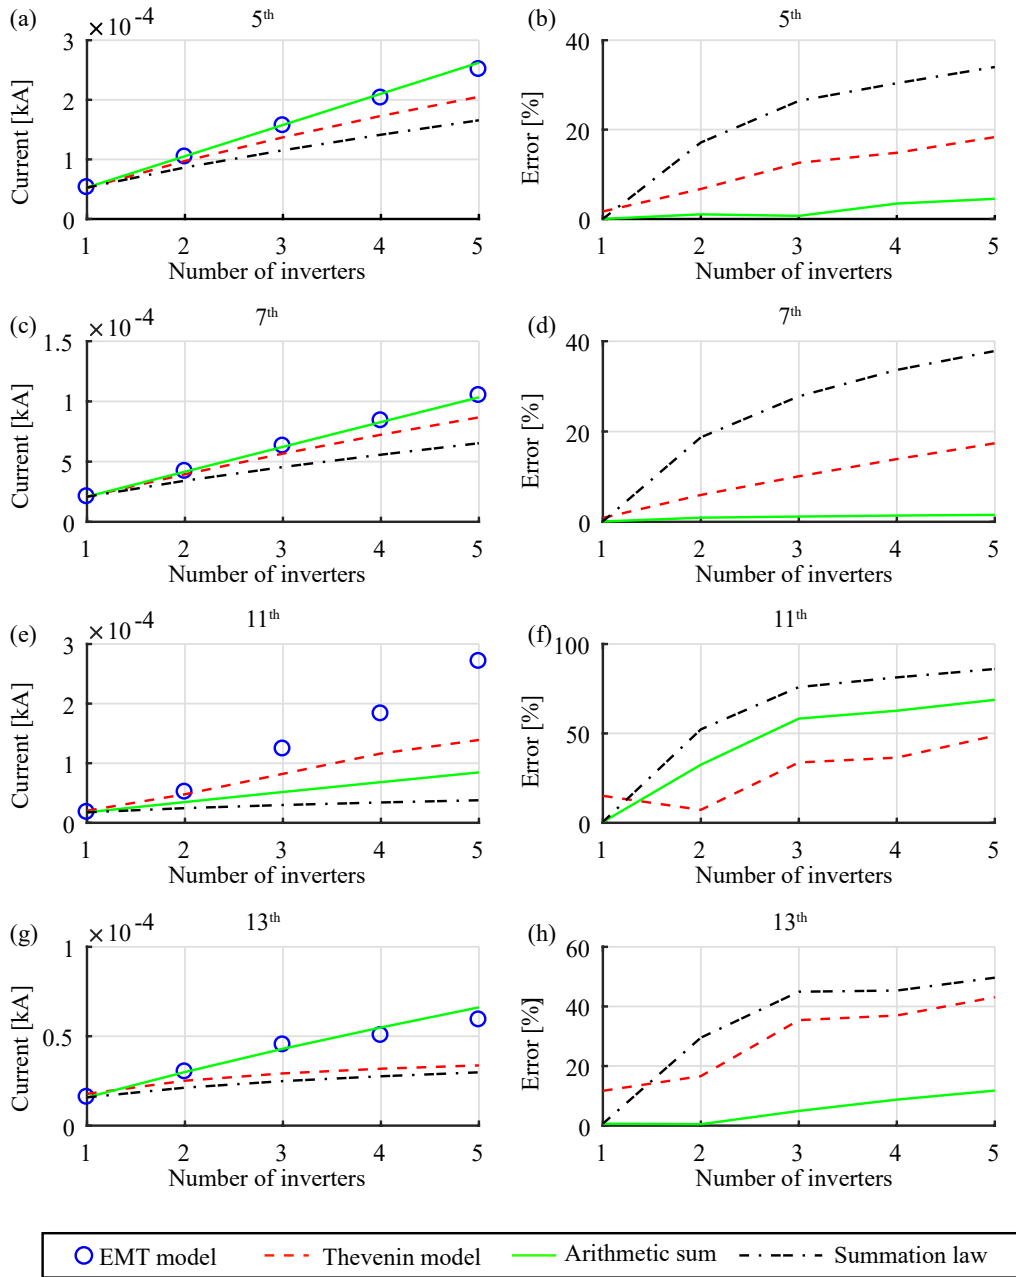 (a) ×10⁻⁴ 5ᵗʰ
3
2
1
0
Current [kA]
1 2 3 4 5
Number of inverters
(b) 5ᵗʰ
40
20
0
Error [%]
1 2 3 4 5
Number of inverters
(c) ×10⁻⁴ 7ᵗʰ
1.5
1
5
0
Current [kA]
1 2 3 4 5
Number of inverters
(d) 7ᵗʰ
40
20
0
Error [%]
1 2 3 4 5
Number of inverters
(e) ×10⁻⁴ 11ᵗʰ
3
2
1
0
Current [kA]
1 2 3 4 5
Number of inverters
(f) 11ᵗʰ
100
50
0
Error [%]
1 2 3 4 5
Number of inverters
(g) ×10⁻⁴ 13ᵗʰ
1
0.5
0
Current [kA]
1 2 3 4 5
Number of inverters
(h) 13ᵗʰ
60
40
20
0
Error [%]
1 2 3 4 5
Number of inverters
EMT model Thevenin model Arithmetic sum Summation law